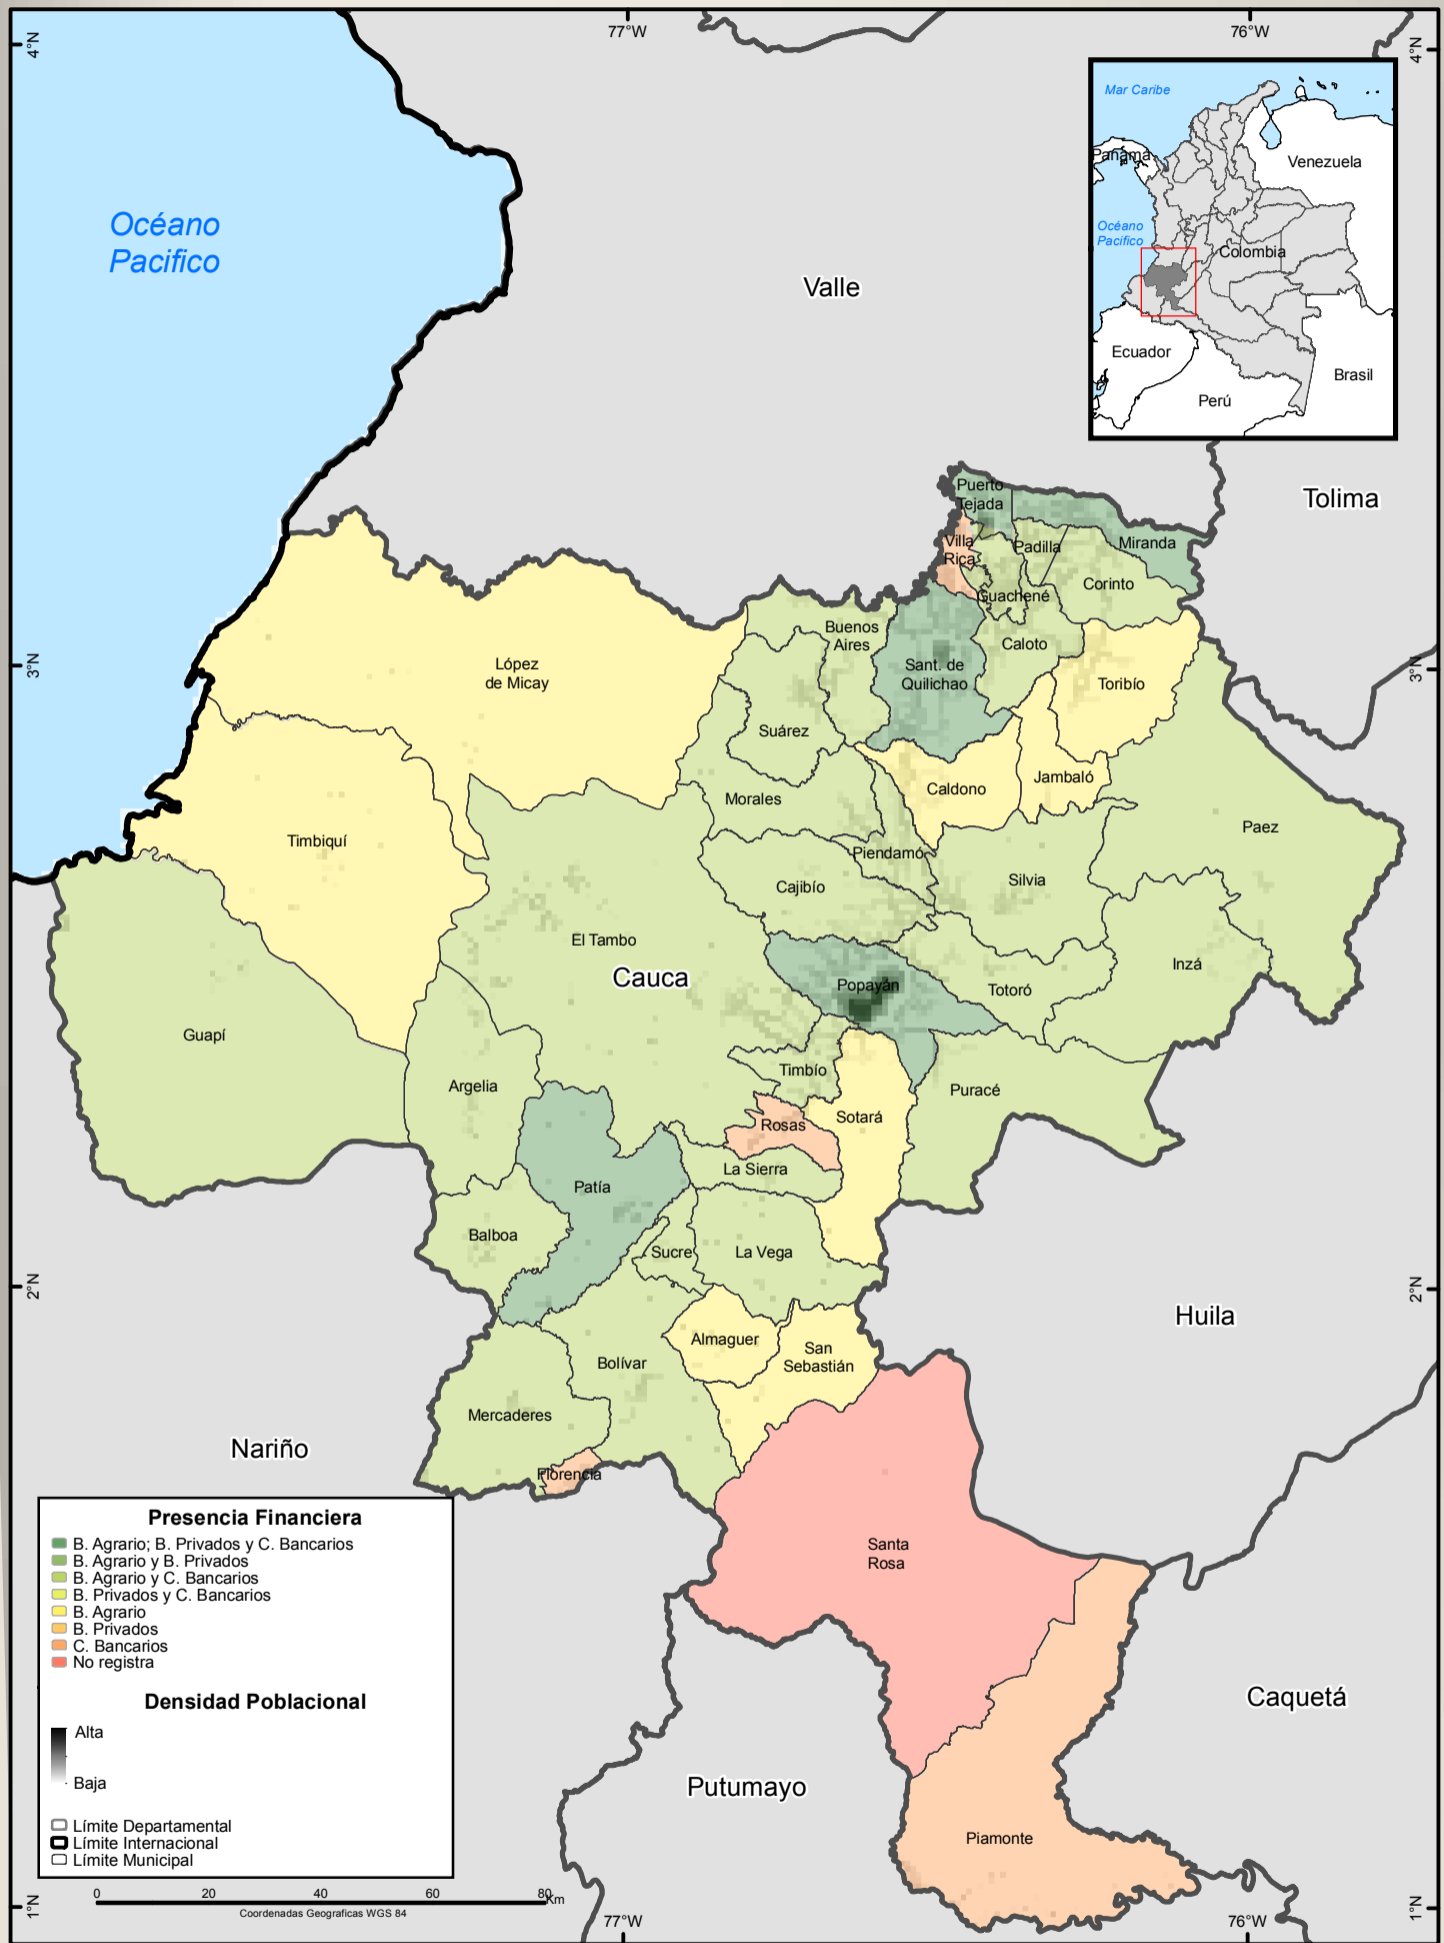 77°W
76°W
4°N
4°N
Mar Caribe
Panamá
Venezuela
Océano
Pacifico
Colombia
Ecuador
Brasil
Perú
Océano
Pacifico
Valle
Tolima
Puerto
Tejada
Villa
Rica
Padilla
Miranda
Guachené
Corinto
Buenos
Aires
Caloto
Sant. de
Quilichao
Toribío
3°N
3°N
López
de Micay
Suárez
Jambaló
Caldono
Morales
Timbiquí
Piendamó
Paez
Cajibío
Silvia
El Tambo
Cauca
Inzá
Popayán
Totoró
Guapí
Timbío
Argelia
Puracé
Sotará
Rosas
La Sierra
Patía
Balboa
Sucre
La Vega
2°N
2°N
Huila
Almaguer
San
Sebastián
Bolívar
Mercaderes
Nariño
Florencia
Santa
Rosa
Caquetá
Putumayo
Piamonte
Presencia Financiera
B. Agrario; B. Privados y C. Bancarios
B. Agrario y B. Privados
B. Agrario y C. Bancarios
B. Privados y C. Bancarios
B. Agrario
B. Privados
C. Bancarios
No registra
Densidad Poblacional
Alta
Baja
Límite Departamental
Límite Internacional
Límite Municipal
0 20 40 60 80 Km
Coordenadas Geograficas WGS 84
1°N
1°N
77°W
76°W